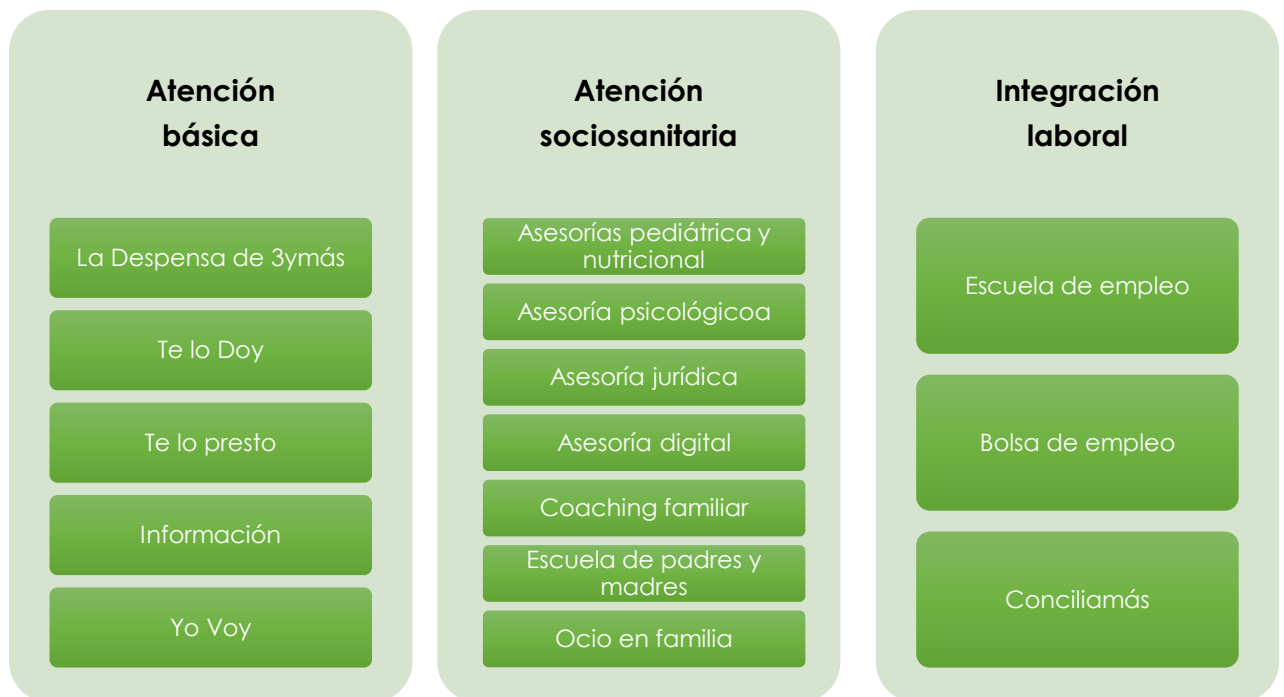 Atención
básica
La Despensa de 3ymás
Te lo Doy
Te lo presto
Información
Yo Voy
Atención
sociosanitaria
Asesorías pediátrica y
nutricional
Asesoría psicológicoa
Asesoría jurídica
Asesoría digital
Coaching familiar
Escuela de padres y
madres
Ocio en familia
Integración
laboral
Escuela de empleo
Bolsa de empleo
Conciliamás